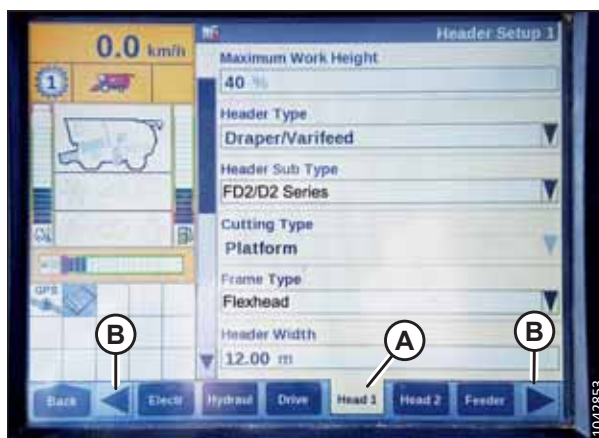 0.0 km/h
Header Setup 1
1
Maximum Work Height
40 %
Header Type
Draper/Varifeed
Header Sub Type
FD2/D2 Series
Cutting Type
Platform
Frame Type
Flexhead
GPS
Header Width
12.00 m
B
A
B
Back
Electr
Hydraul
Drive
Head 1
Head 2
Feeder
1042853